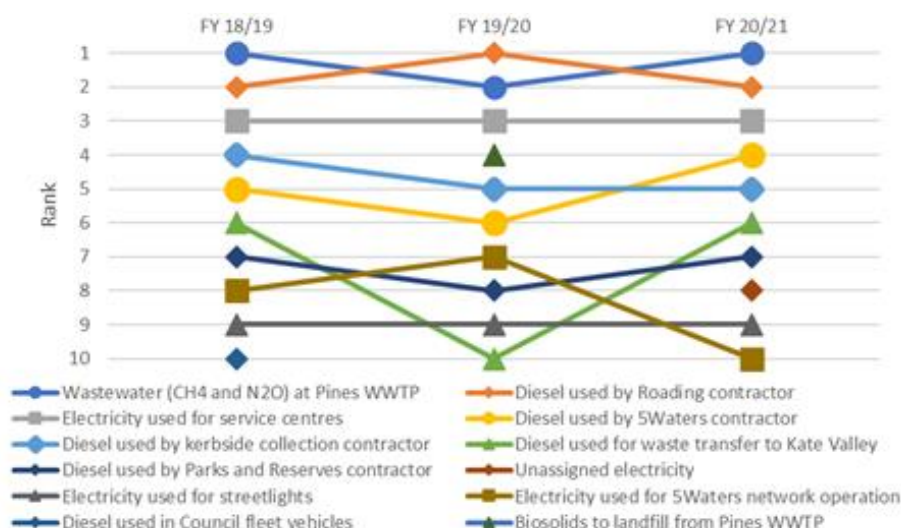 FY 18/19 FY 19/20 FY 20/21
1
2
3
4
5
6
7
8
9
10
Rank
Wastewater (CH4 and N2O) at Pines WWTP Diesel used by Roading contractor
Electricity used for service centres Diesel used by 5Waters contractor
Diesel used by kerbside collection contractor Diesel used for waste transfer to Kate Valley
Diesel used by Parks and Reserves contractor Unassigned electricity
Electricity used for streetlights Electricity used for 5Waters network operation
Diesel used in Council fleet vehicles Biosolids to landfill from Pines WWTP